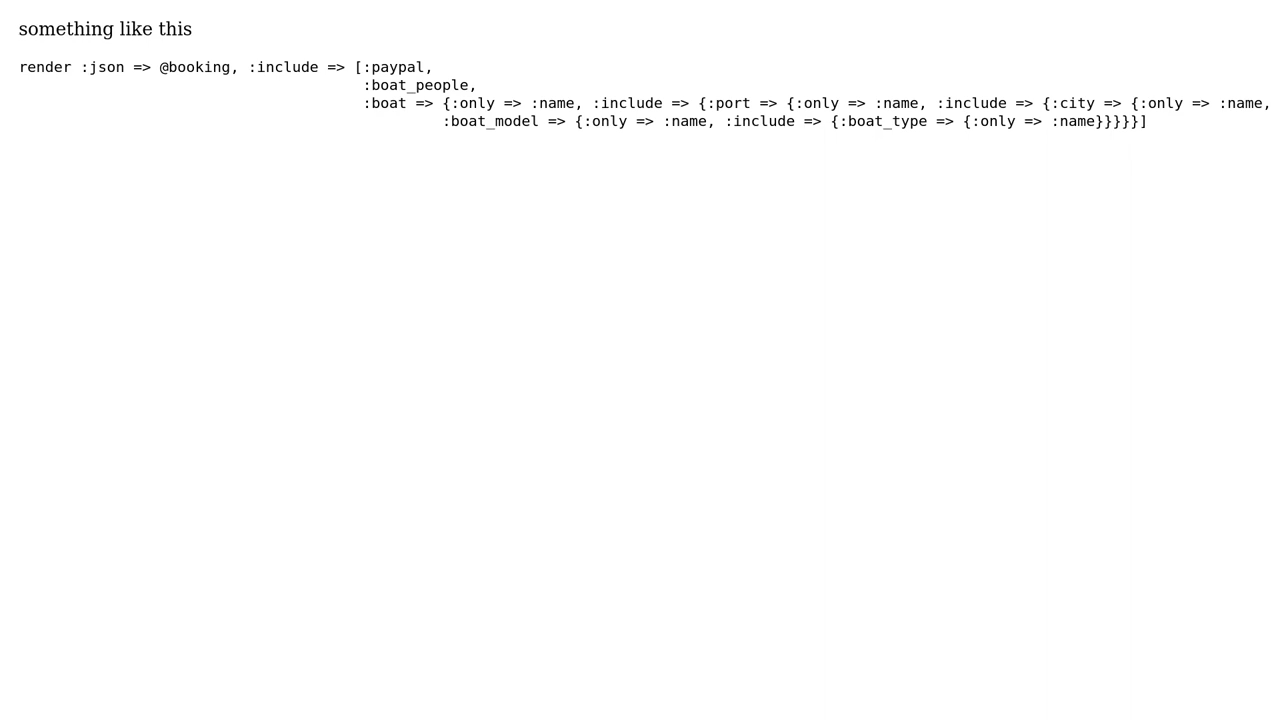 something like this
render :json => @booking, :include => [:paypal,
:boat_people,
:boat => {:only => :name, :include => {:port => {:only => :name, :include => {:city => {:only => :name,
:boat_model => {:only => :name, :include => {:boat_type => {:only => :name}}}}}]